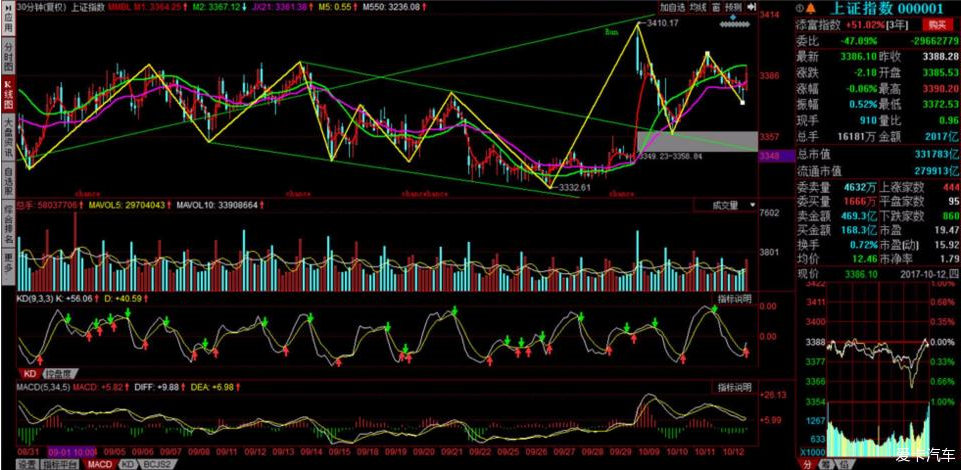 应用
分时图
K线图
大盘资讯
自选股
综合排名
更多
30分钟(复权) 上证指数 MMBL M1: 3364.25 M2: 3367.12 JX21: 3361.38 M5: 0.55 M550: 3236.08
加自选 均线 窗 预测
3410.17
Bun
3349.23-3358.84
3332.61
chance
chance
chancechance
chance
3414
3386
3357
3348
总手: 58037706 MAVOL5: 29704043 MAVOL10: 33908664
成交量
7602
3801
KD(9,3,3) K: +56.06 D: +40.59
指标说明
0.00
0.00
KD 控盘度
MACD(5,34,5) MACD: +5.82 DIFF: +9.88 DEA: +6.98
指标说明
+26.13
+5.99
08/31 09-01 10:00 09/05 09/06 09/07 09/08 09/12 09/13 09/14 09/15 09/18 09/19 09/20 09/21 09/22 09/25 09/26 09/27 09/28 09/29 10/09 10/10 10/11 10/12
设置 指标平台 MACD KD BCJS2
上证指数 000001
添富指数 +51.02% [3年] 购买
委比 -47.09% -29662779
最新 3386.10 昨收 3388.28
涨跌 -2.18 开盘 3385.53
涨幅 -0.06% 最高 3390.20
振幅 0.52% 最低 3372.53
现手 910 量比 0.96
总手 16181万 金额 2017亿
总市值 331783亿
流通市值 279913亿
委卖量 4632万 上涨家数 444
委买量 1666万 平盘家数 95
卖金额 469.3亿 下跌家数 860
买金额 168.3亿 市盈 19.47
换手 0.72% 市盈[动] 15.92
均价 12.46 市净率 1.79
现价 3386.10 2017-10-12,四
3422 1.00%
3411 0.68%
3400 0.35%
3388 0.00%
3377 0.33%
3366 0.66%
3354 1.00%
1267
633
X1000
分 筹 信
爱卡汽车